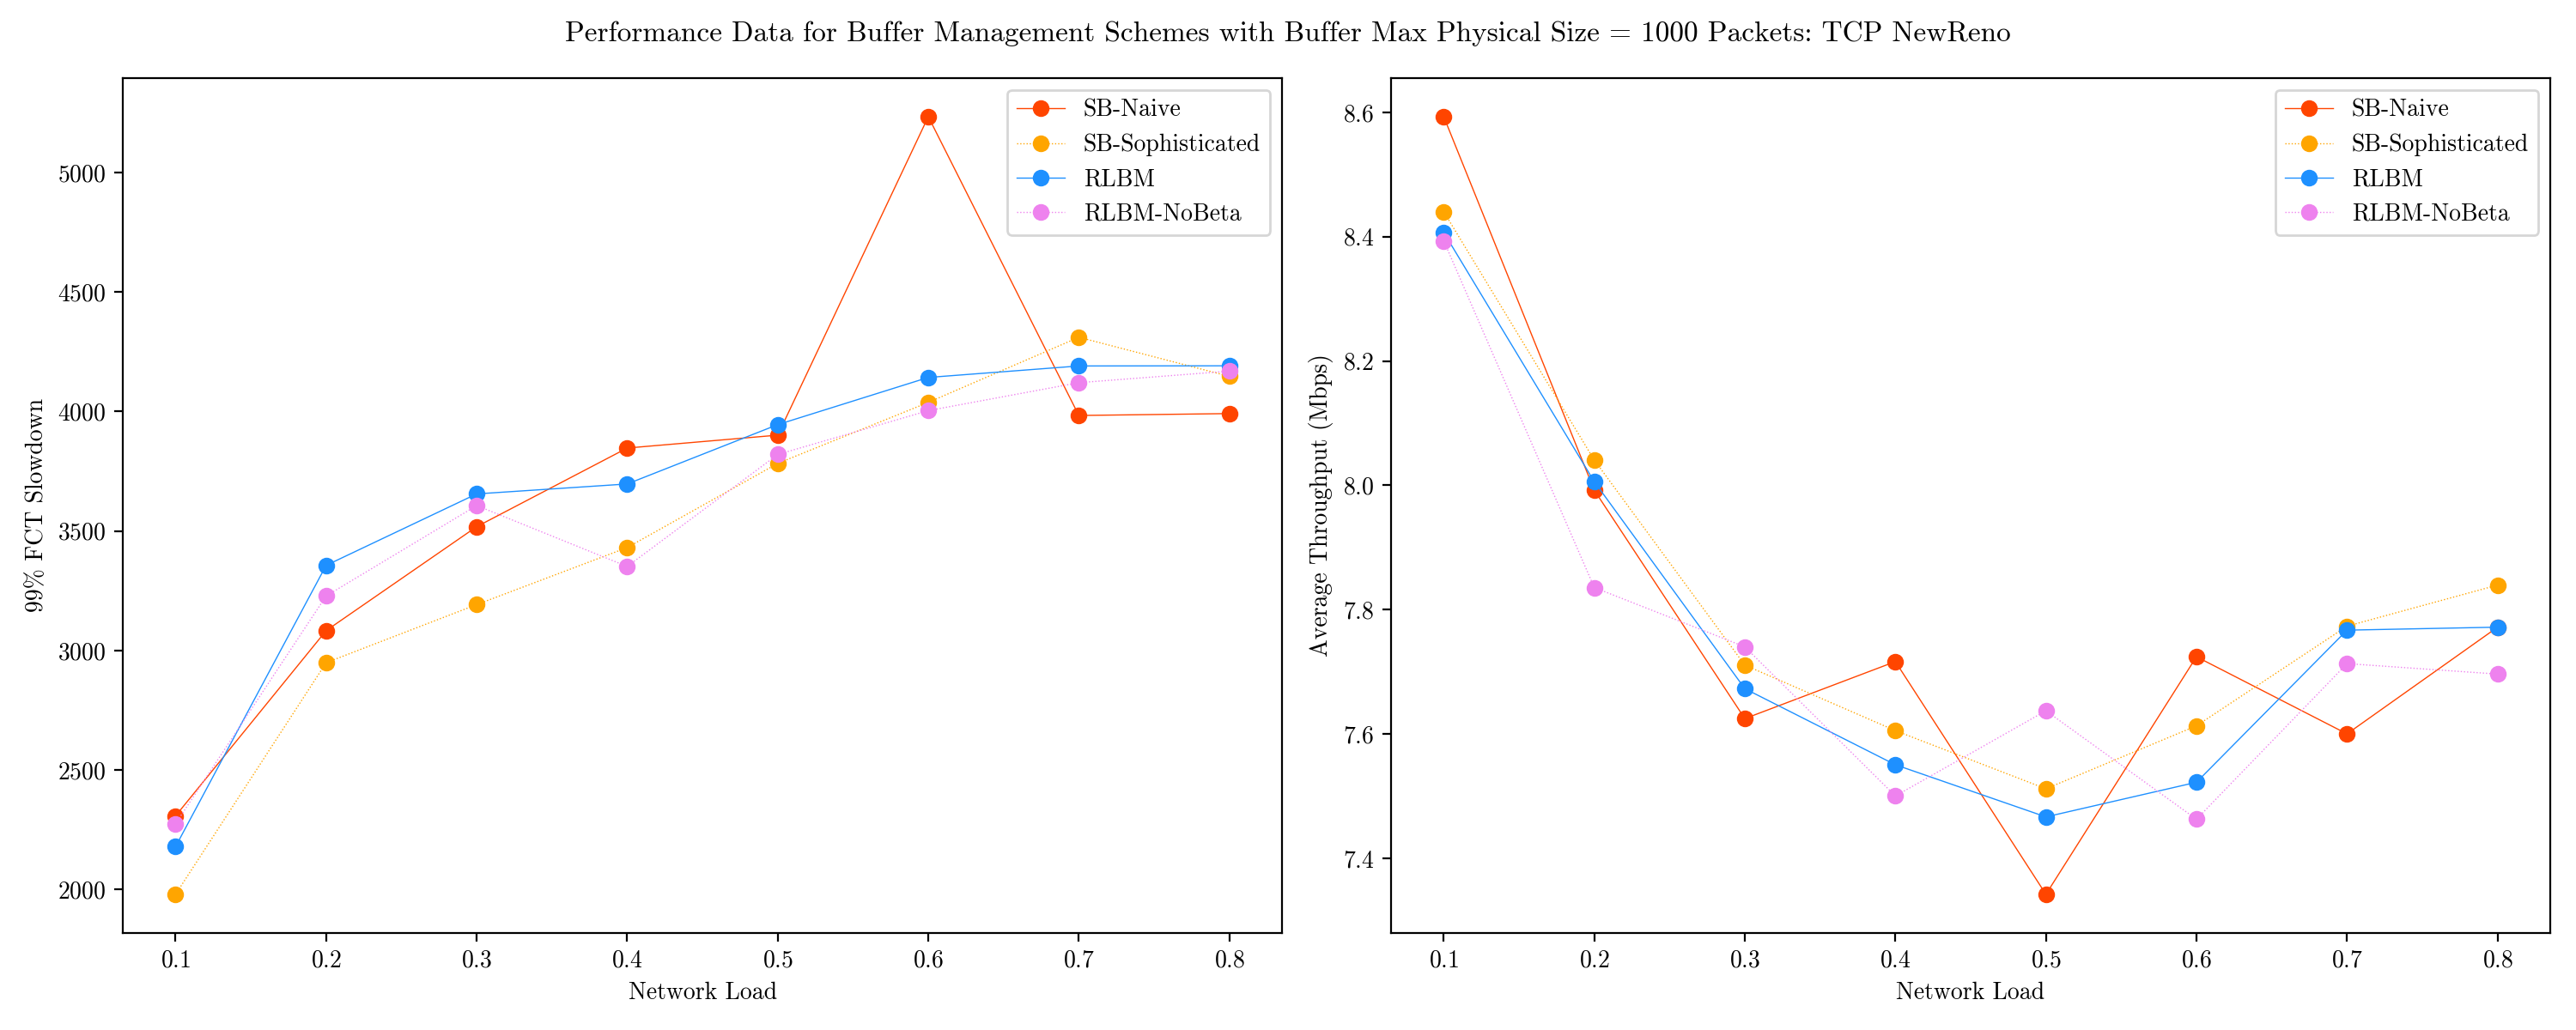 Performance Data for Buffer Management Schemes with Buffer Max Physical Size = 1000 Packets: TCP NewReno
99% FCT Slowdown
5000
4500
4000
3500
3000
2500
2000
0.1 0.2 0.3 0.4 0.5 0.6 0.7 0.8
Network Load
SB-Naive
SB-Sophisticated
RLBM
RLBM-NoBeta
Average Throughput (Mbps)
8.6
8.4
8.2
8.0
7.8
7.6
7.4
0.1 0.2 0.3 0.4 0.5 0.6 0.7 0.8
Network Load
SB-Naive
SB-Sophisticated
RLBM
RLBM-NoBeta